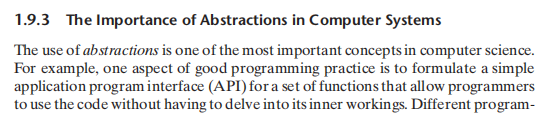 1.9.3 The Importance of Abstractions in Computer Systems
The use of abstractions is one of the most important concepts in computer science.
For example, one aspect of good programming practice is to formulate a simple
application program interface (API) for a set of functions that allow programmers
to use the code without having to delve into its inner workings. Different program-